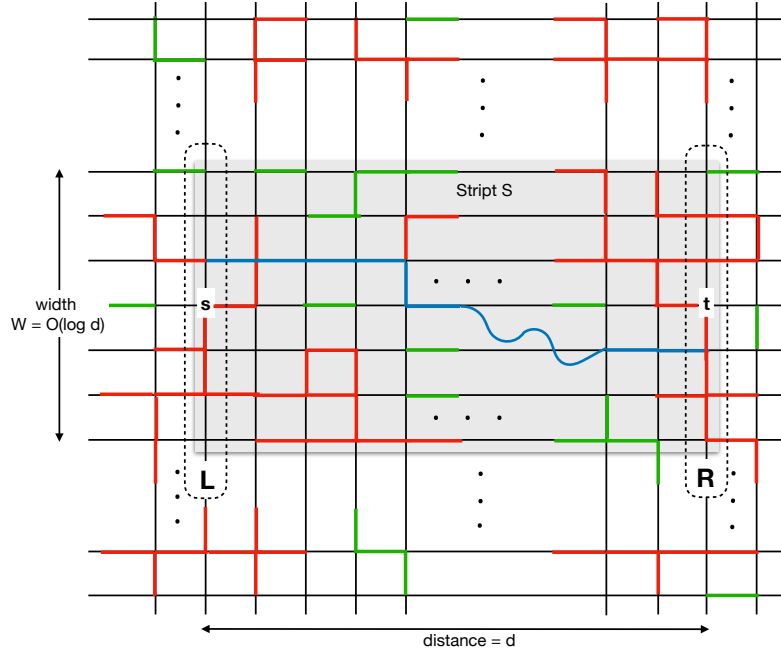 Stript S
s
t
width
W = O(log d)
L
R
distance = d